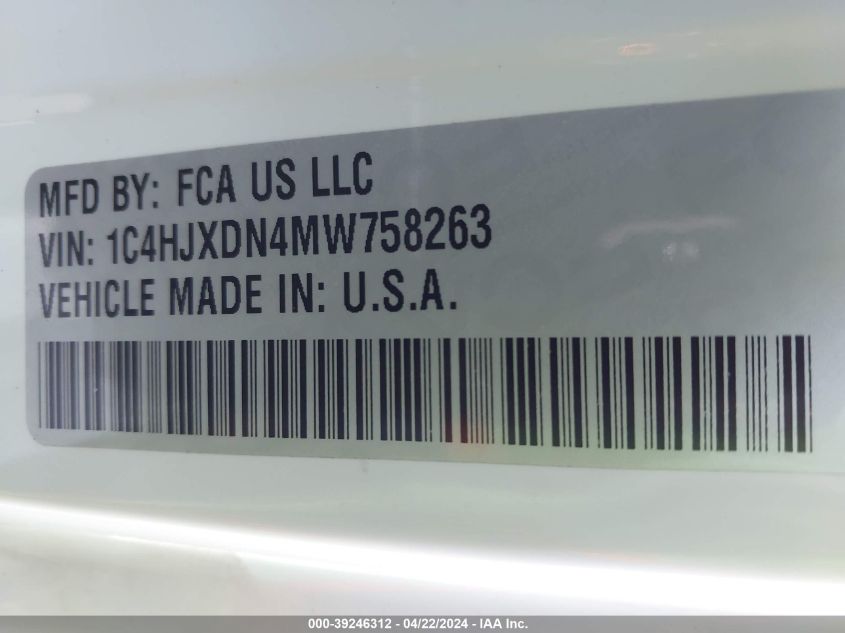 MFD BY: FCA US LLC
VIN: 1C4HJXDN4MW758263
VEHICLE MADE IN: U.S.A.
000-39246312 - 04/22/2024 - IAA Inc.